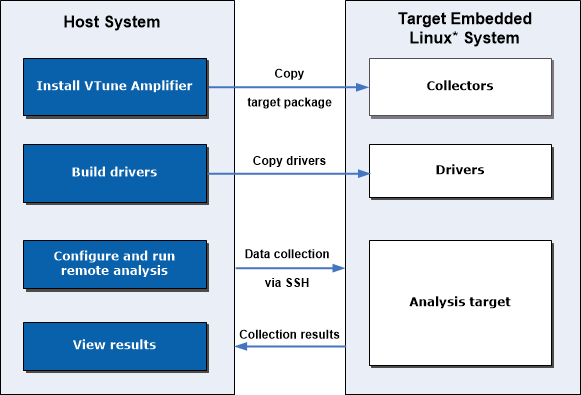 Host System
Target Embedded
Linux* System
Install VTune Amplifier
Copy
target package
Collectors
Build drivers
Copy drivers
Drivers
Configure and run
remote analysis
Data collection
via SSH
Analysis target
View results
Collection results